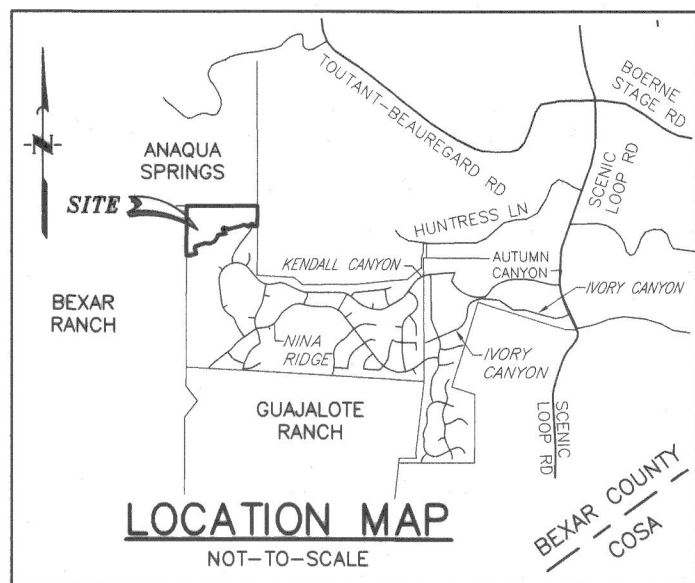 TOUTANT-BEAUREGARD RD
BOERNE
STAGE RD
N
ANAQUA
SPRINGS
SCENIC
LOOP RD
SITE
HUNTRESS LN
KENDALL CANYON
AUTUMN
CANYON
IVORY CANYON
BEXAR
RANCH
NINA
RIDGE
IVORY
CANYON
GUAJALOTE
RANCH
SCENIC
LOOP RD
LOCATION MAP
NOT-TO-SCALE
BEXAR COUNTY
COSA